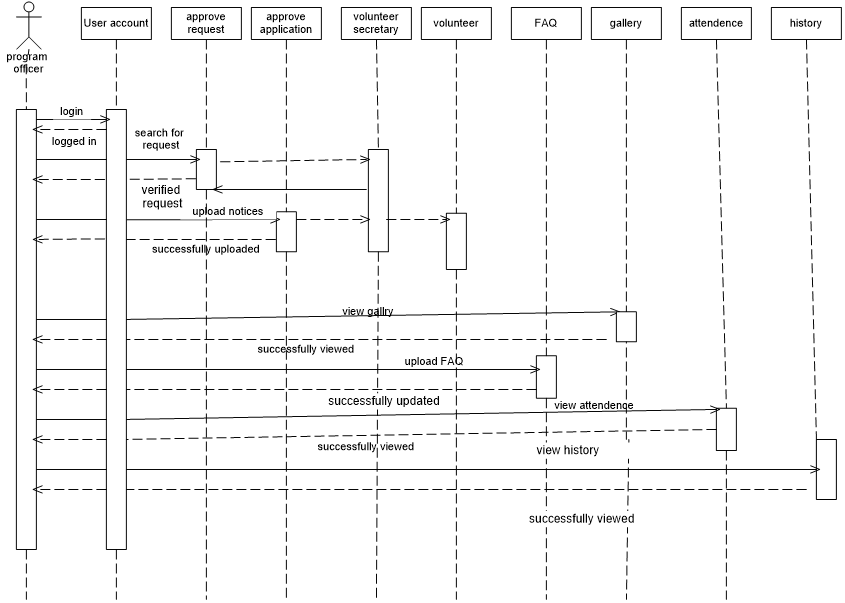 User account
approve
request
approve
application
volunteer
secretary
volunteer
FAQ
gallery
attendence
history
program
officer
login
logged in
search for
request
verified
request
upload notices
successfully uploaded
view gallry
successfully viewed
upload FAQ
successfully updated
view attendence
successfully viewed
view history
successfully viewed